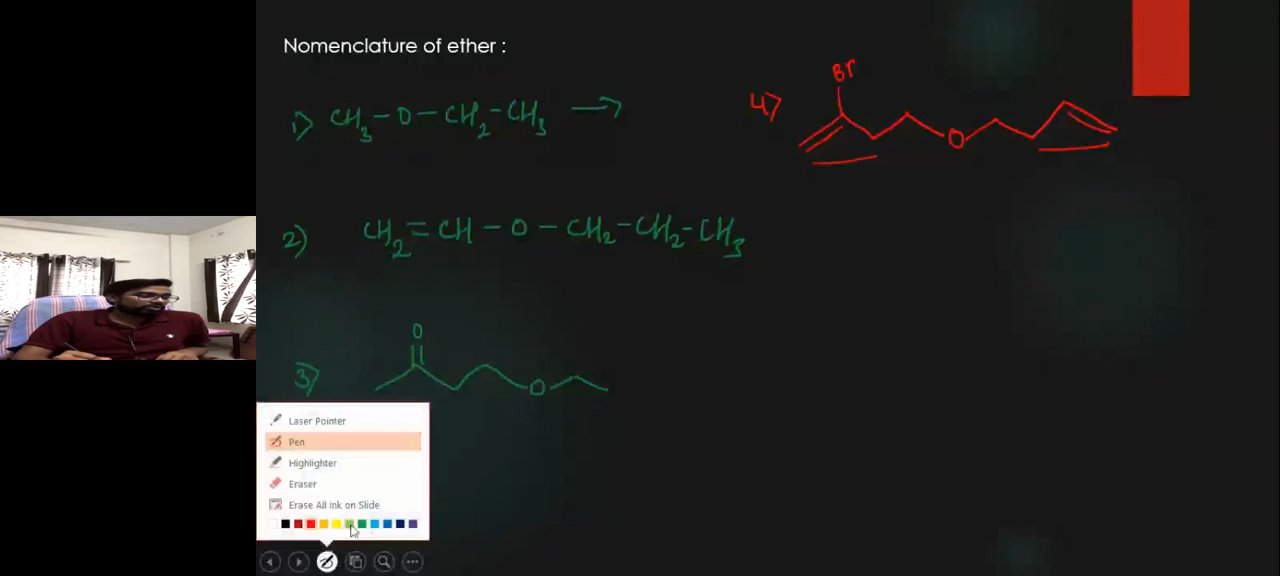 Nomenclature of ether :
1) CH₃-O-CH₂-CH₃ →
2) CH₂=CH-O-CH₂-CH₂-CH₃
3) O
O
4) Br
O
Laser Pointer
Pen
Highlighter
Eraser
Erase All Ink on Slide